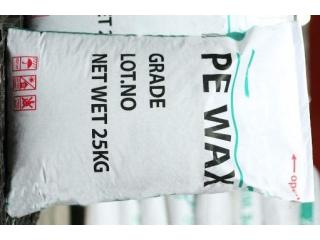 PE WAX
GRADE
LOT.NO
NET WET 25KG